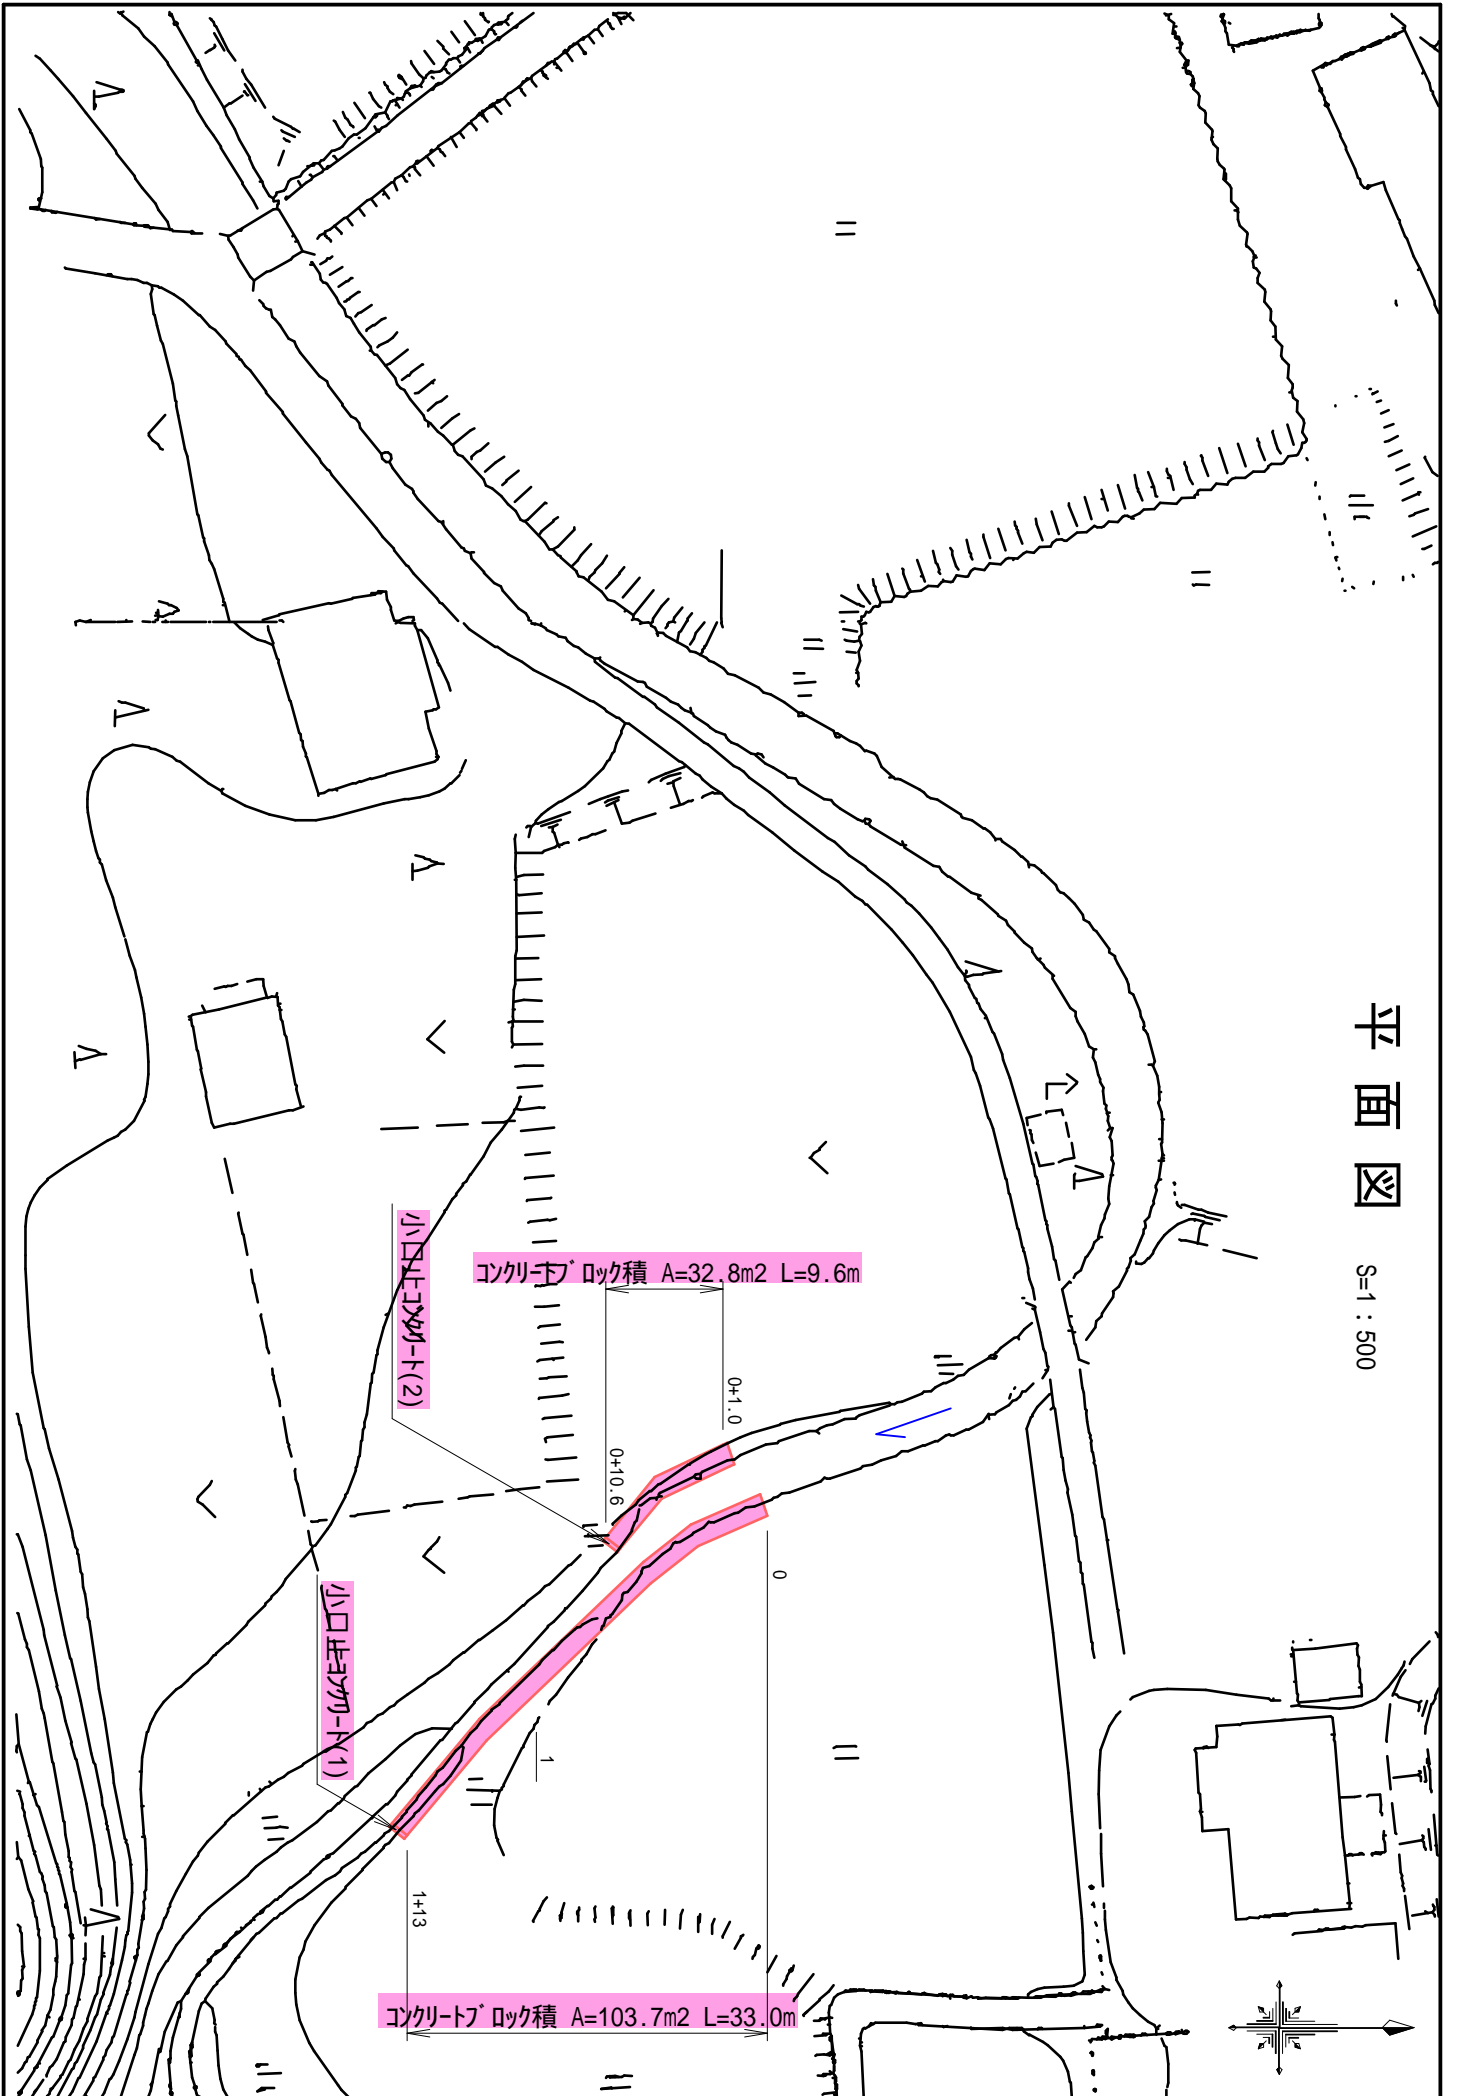 平面図
S=1：500
コンクリートブロック積 A=32.8m2 L=9.6m
小口止コンクリート(2)
0+1.0
0+10.6
0
小口止コンクリート(1)
1
1+13
コンクリートブロック積 A=103.7m2 L=33.0m